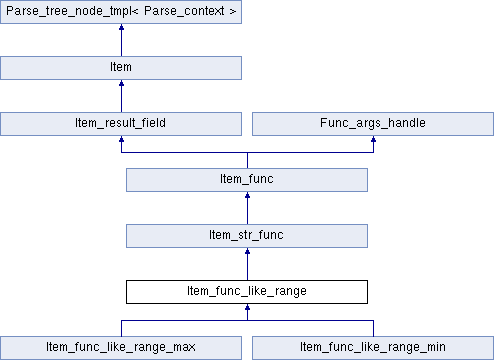 Parse_tree_node_tmpl< Parse_context >
Item
Item_result_field
Func_args_handle
Item_func
Item_str_func
Item_func_like_range
Item_func_like_range_max
Item_func_like_range_min